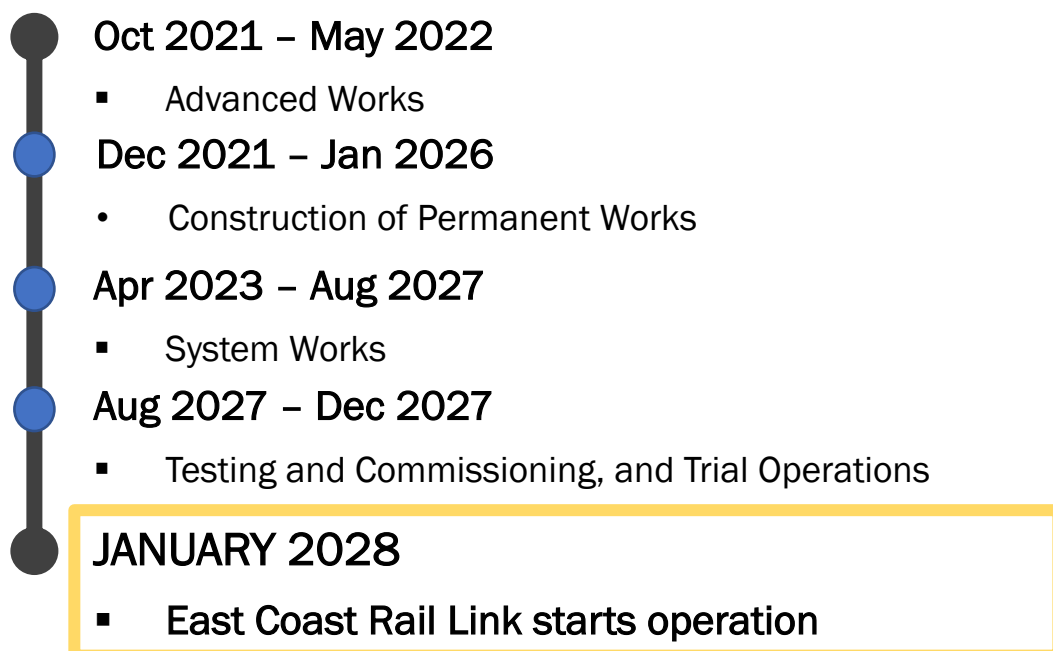 Oct 2021 – May 2022
▪ Advanced Works
Dec 2021 – Jan 2026
• Construction of Permanent Works
Apr 2023 – Aug 2027
▪ System Works
Aug 2027 – Dec 2027
▪ Testing and Commissioning, and Trial Operations
JANUARY 2028
▪ East Coast Rail Link starts operation